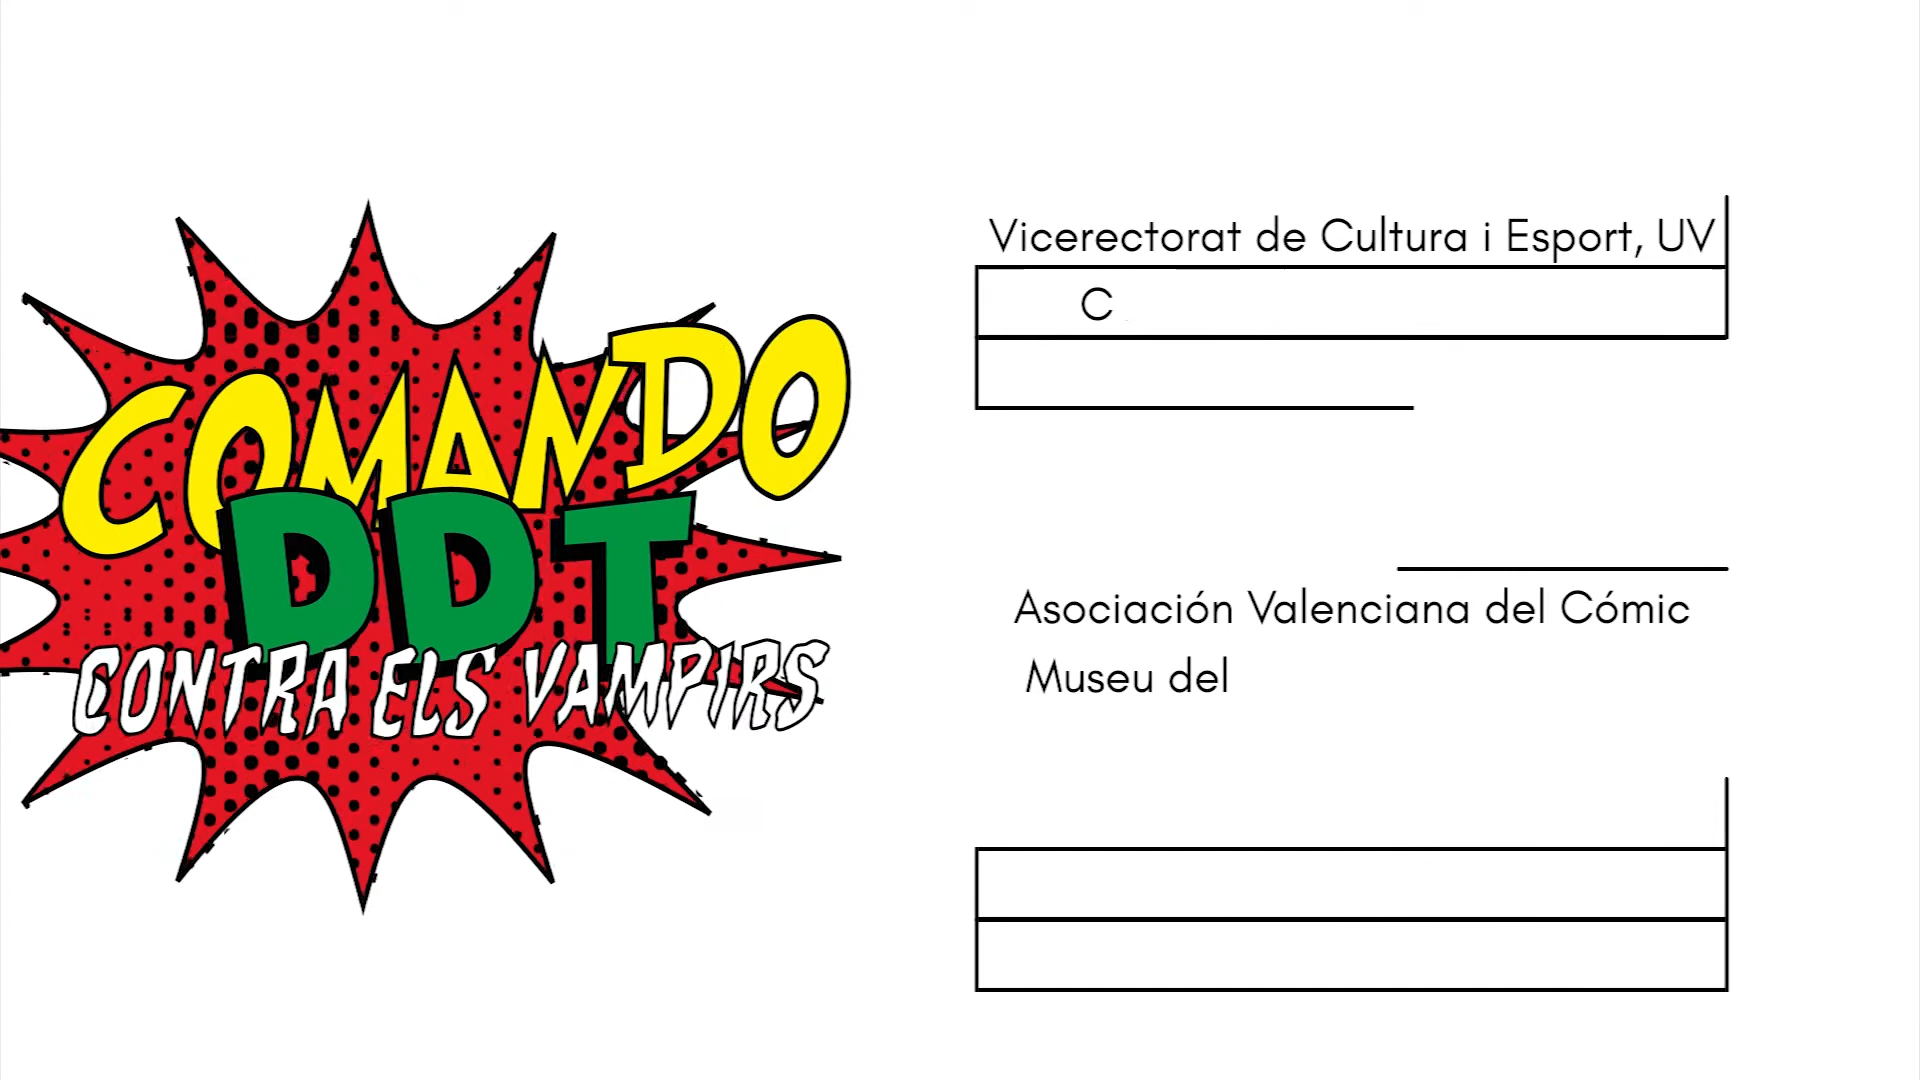 COMANDO
DDT
CONTRA ELS VAMPIRS
Vicerectorat de Cultura i Esport, UV
C
Asociación Valenciana del Cómic
Museu del